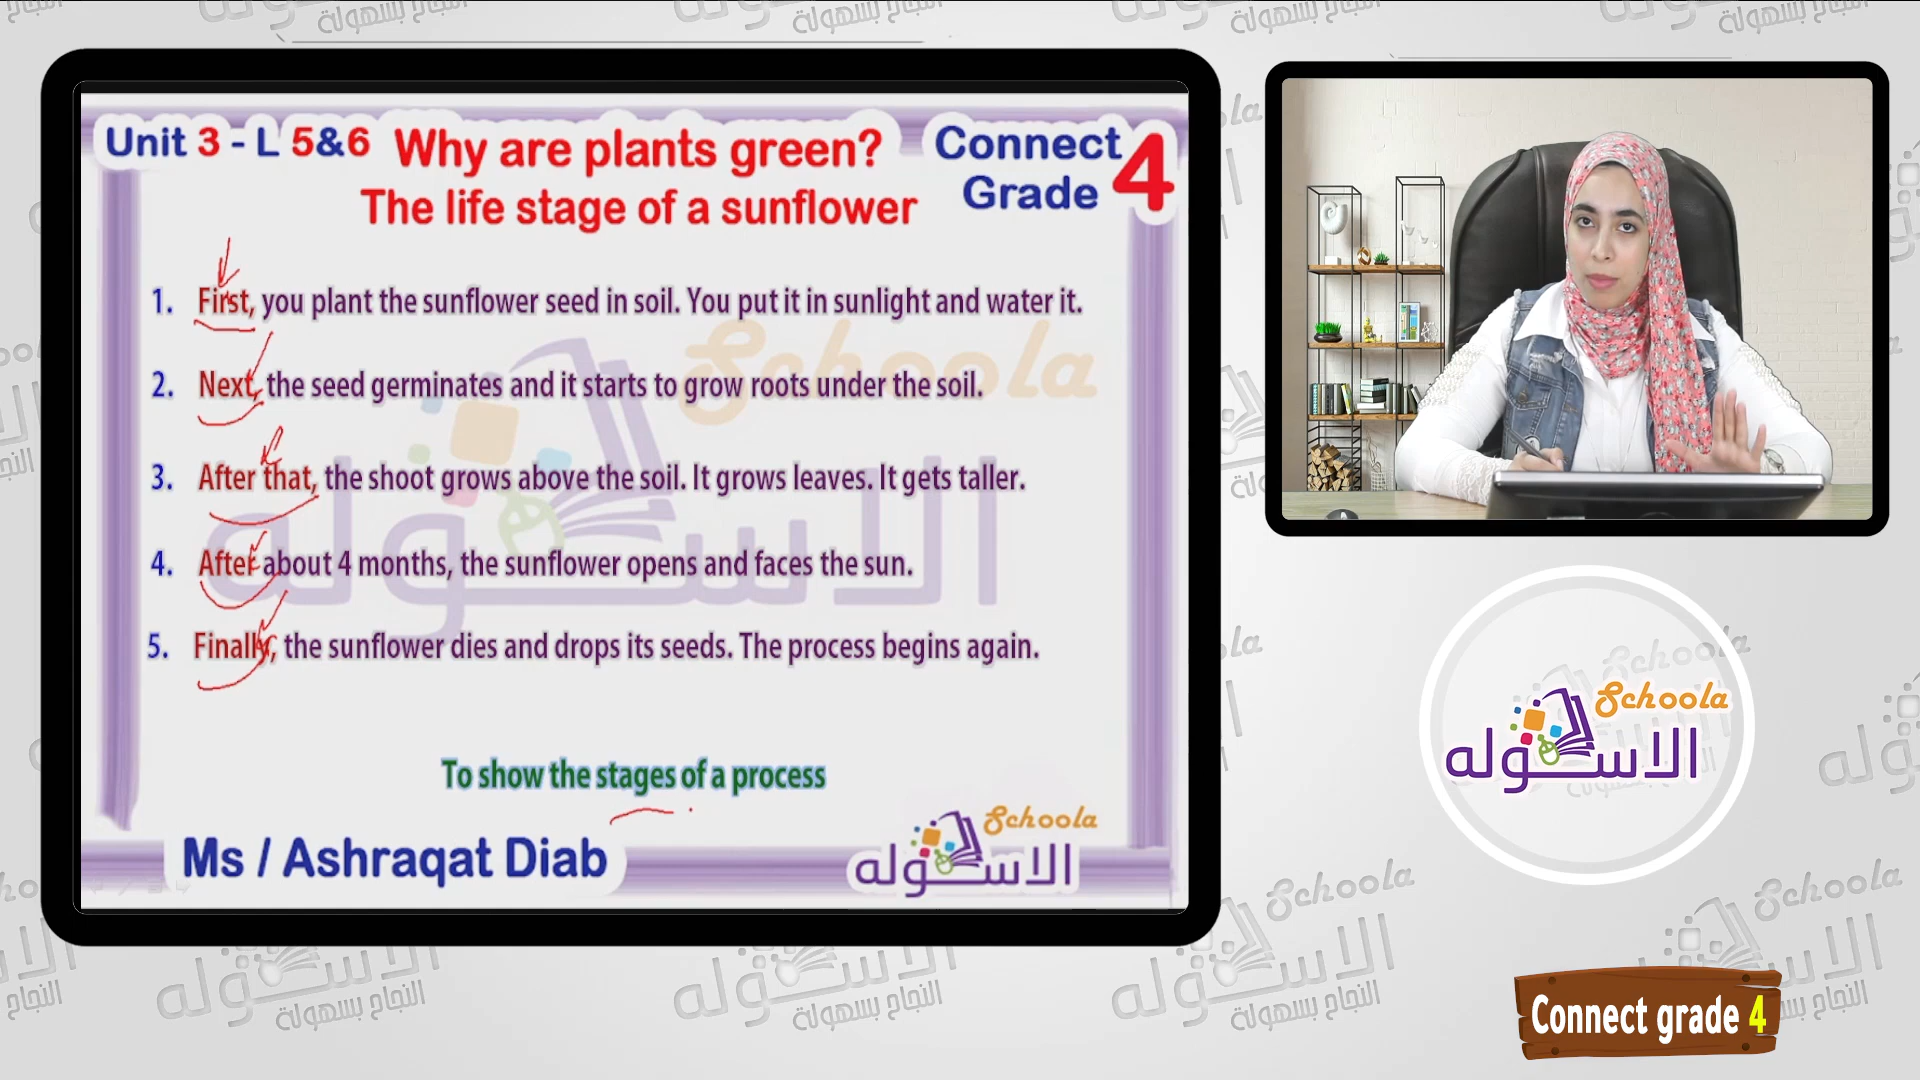 Unit 3 - L 5&6
Why are plants green?
The life stage of a sunflower
Connect
Grade 4
1. First, you plant the sunflower seed in soil. You put it in sunlight and water it.
2. Next, the seed germinates and it starts to grow roots under the soil.
3. After that, the shoot grows above the soil. It grows leaves. It gets taller.
4. After about 4 months, the sunflower opens and faces the sun.
5. Finally, the sunflower dies and drops its seeds. The process begins again.
To show the stages of a process
Ms / Ashraqat Diab
Schoola
الاسكوله
Schoola
الاسكوله
Connect grade 4
Schoola
الاسكوله
النجاح بسهولة